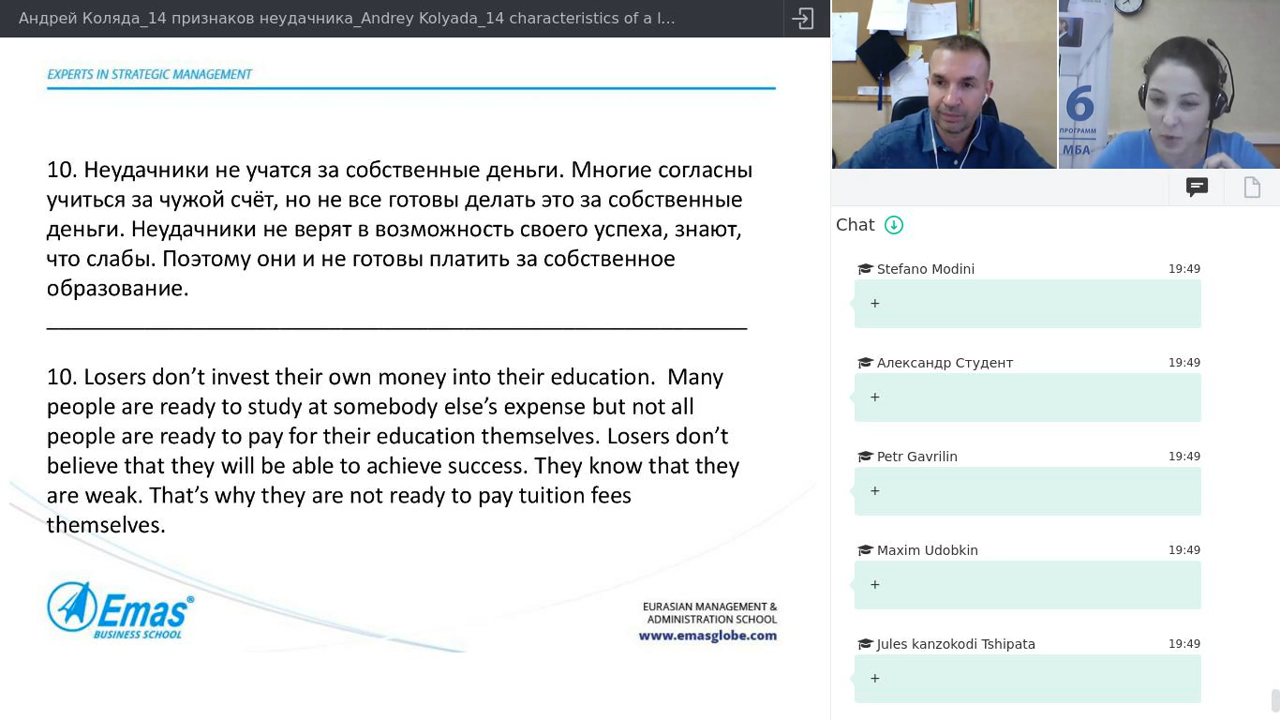 Андрей Коляда_14 признаков неудачника_Andrey Kolyada_14 characteristics of a l...
EXPERTS IN STRATEGIC MANAGEMENT
10. Неудачники не учатся за собственные деньги. Многие согласны
учиться за чужой счёт, но не все готовы делать это за собственные
деньги. Неудачники не верят в возможность своего успеха, знают,
что слабы. Поэтому они и не готовы платить за собственное
образование.
10. Losers don’t invest their own money into their education. Many
people are ready to study at somebody else’s expense but not all
people are ready to pay for their education themselves. Losers don’t
believe that they will be able to achieve success. They know that they
are weak. That’s why they are not ready to pay tuition fees
themselves.
Emas®
BUSINESS SCHOOL
EURASIAN MANAGEMENT &
ADMINISTRATION SCHOOL
www.emasglobe.com
6
ПРОГРАММ
МБА
Chat
Stefano Modini 19:49
+
Александр Студент 19:49
+
Petr Gavrilin 19:49
+
Maxim Udobkin 19:49
+
Jules kanzokodi Tshipata 19:49
+